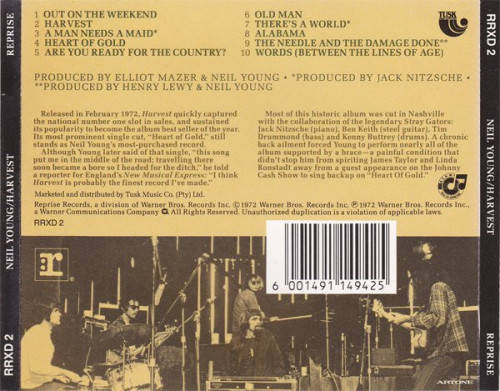 REPRISE
NEIL YOUNG/HARVEST
RRXD 2
1 OUT ON THE WEEKEND
2 HARVEST
3 A MAN NEEDS A MAID*
4 HEART OF GOLD
5 ARE YOU READY FOR THE COUNTRY?
6 OLD MAN
7 THERE'S A WORLD*
8 ALABAMA
9 THE NEEDLE AND THE DAMAGE DONE**
10 WORDS (BETWEEN THE LINES OF AGE)
TUSK
PRODUCED BY ELLIOT MAZER & NEIL YOUNG • *PRODUCED BY JACK NITZSCHE •
**PRODUCED BY HENRY LEWY & NEIL YOUNG
Released in February 1972, Harvest quickly captured
the national number one slot in sales, and sustained
its popularity to become the album best seller of the year.
Its most prominent single cut, "Heart of Gold," still
stands as Neil Young's most-purchased record.
Although Young later said of that single, "this song
put me in the middle of the road; travelling there
soon became a bore so I headed for the ditch," he told
a reporter for England's New Musical Express: "I think
Harvest is probably the finest record I've made."
Most of this historic album was cut in Nashville
with the collaboration of the legendary Stray Gators:
Jack Nitzsche (piano), Ben Keith (steel guitar), Tim
Drummond (bass) and Kenny Buttrey (drums). A chronic
back ailment forced Young to perform nearly all of the
album supported by a brace – a painful condition that
didn't stop him from spiriting James Taylor and Linda
Ronstadt away from a guest appearance on the Johnny
Cash Show to sing backup on "Heart Of Gold."
Marketed and distributed by Tusk Music Co. (Pty) Ltd.
Reprise Records, a division of Warner Bros. Records Inc., ©1972 Warner Bros. Records Inc. ℗1972 Warner Bros. Records Inc.,
a Warner Communications Company All Rights Reserved. Unauthorized duplication is a violation of applicable laws.
RRXD 2
6 001491 149425
ARTONE
RRXD 2
NEIL YOUNG/HARVEST
REPRISE